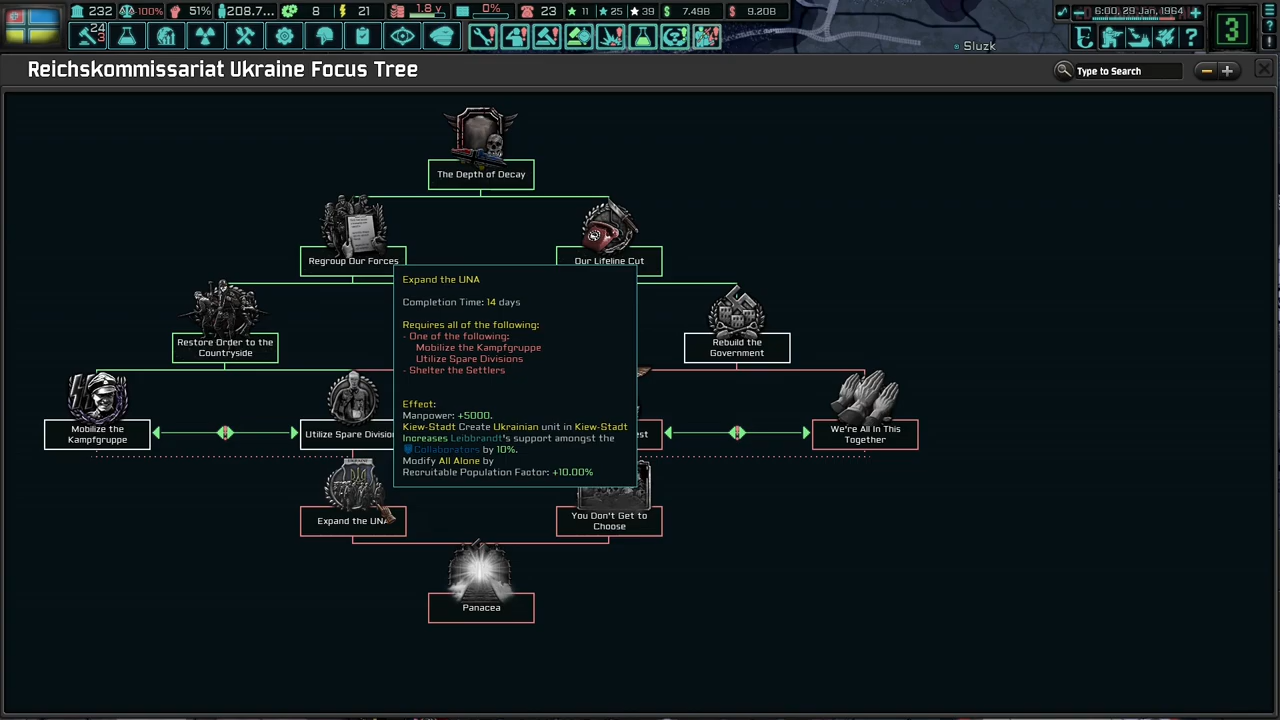 232
-100%
51%
208.7...
8
21
1.8 v
0%
23
11
25
39
7.49B
9.20B
6:00, 29 Jan, 1964
24
3
3
Sluzk
Reichskommissariat Ukraine Focus Tree
Type to Search
The Depth of Decay
Regroup Our Forces
Our Lifeline Cut
Expand the UNA
Completion Time: 14 days
Requires all of the following:
- One of the following:
Mobilize the Kampfgruppe
Utilize Spare Divisions
- Shelter the Settlers
Effect:
Manpower: +5000.
Kiew-Stadt Create Ukrainian unit in Kiew-Stadt
Increases Leibbrandt's support amongst the
Collaborators by 10%.
Modify All Alone by
Recruitable Population Factor: +10.00%
Restore Order to the
Countryside
Rebuild the
Government
Mobilize the
Kampfgruppe
Utilize Spare Division
est
We're All In This
Together
Expand the UNA
You Don't Get to
Choose
Panacea